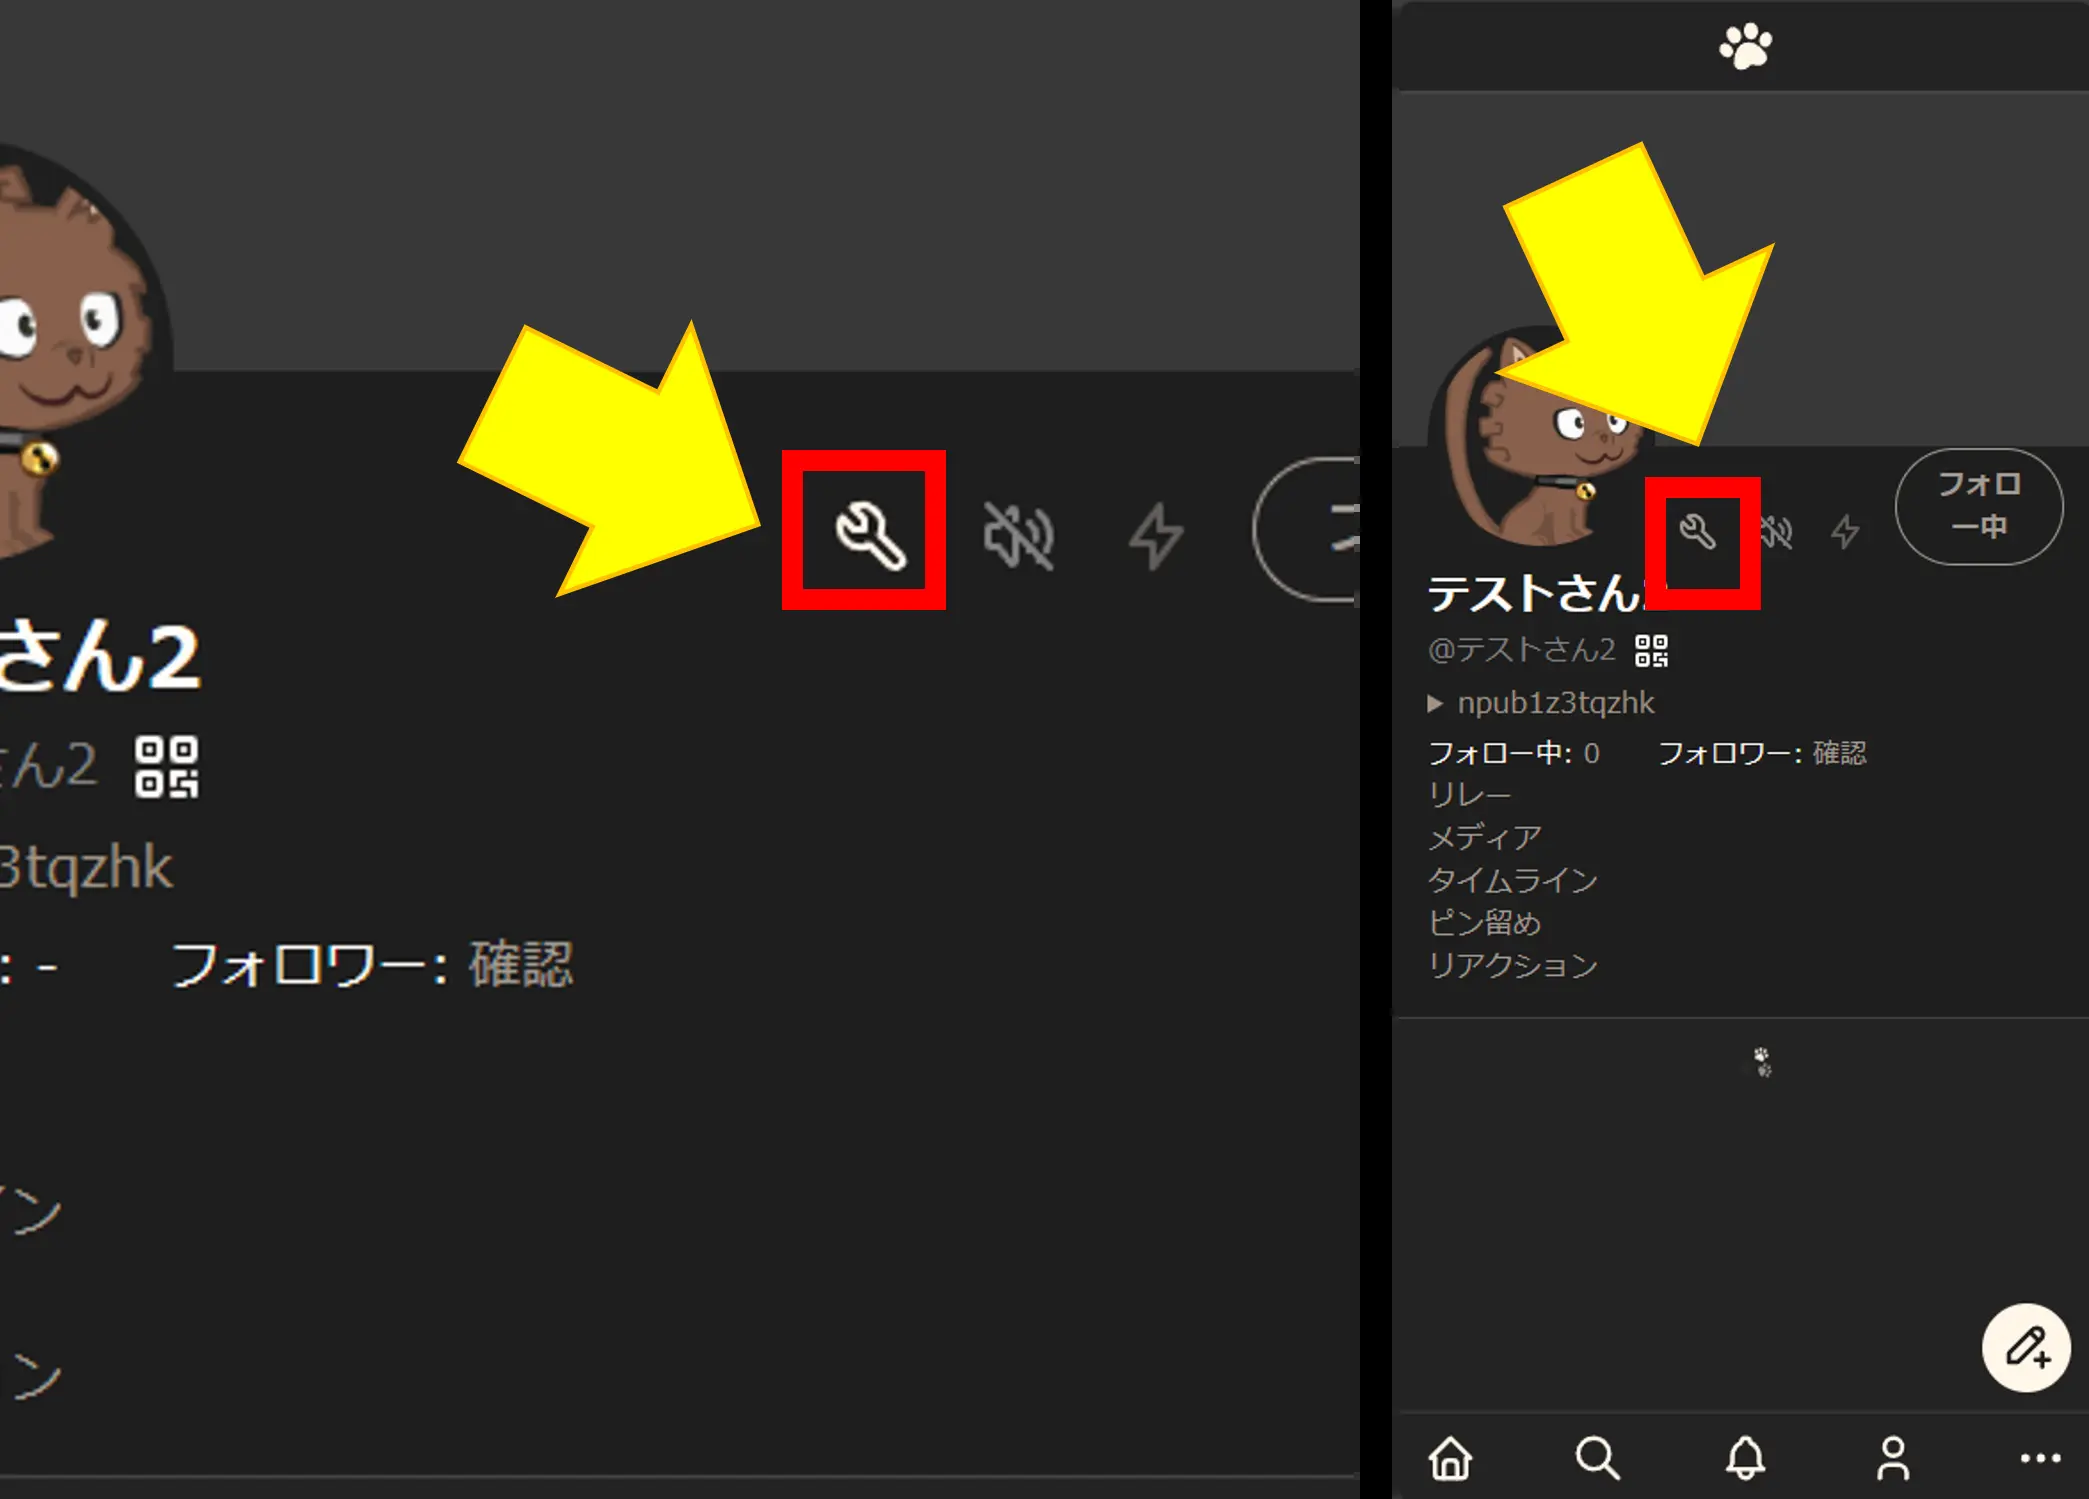 フ
さん2
さん2
3tqzhk
: -
フォロワー: 確認
イン
ョン
フォロ
ー中
テストさん2
@テストさん2
npub1z3tqzhk
フォロー中: 0
フォロワー: 確認
リレー
メディア
タイムライン
ピン留め
リアクション